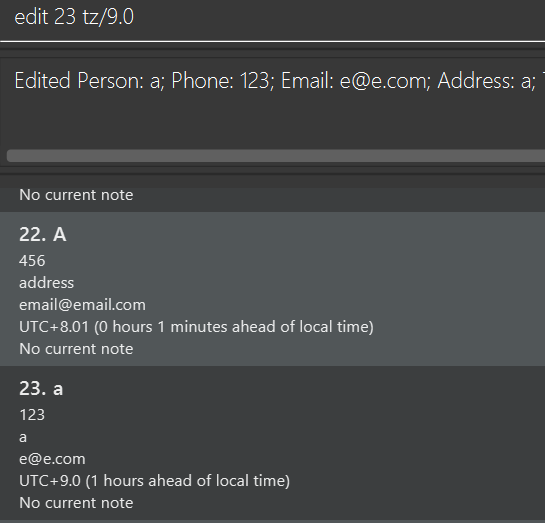 edit 23 tz/9.0
Edited Person: a; Phone: 123; Email: e@e.com; Address: a;
No current note
22. A
456
address
email@email.com
UTC+8.01 (0 hours 1 minutes ahead of local time)
No current note
23. a
123
a
e@e.com
UTC+9.0 (1 hours ahead of local time)
No current note